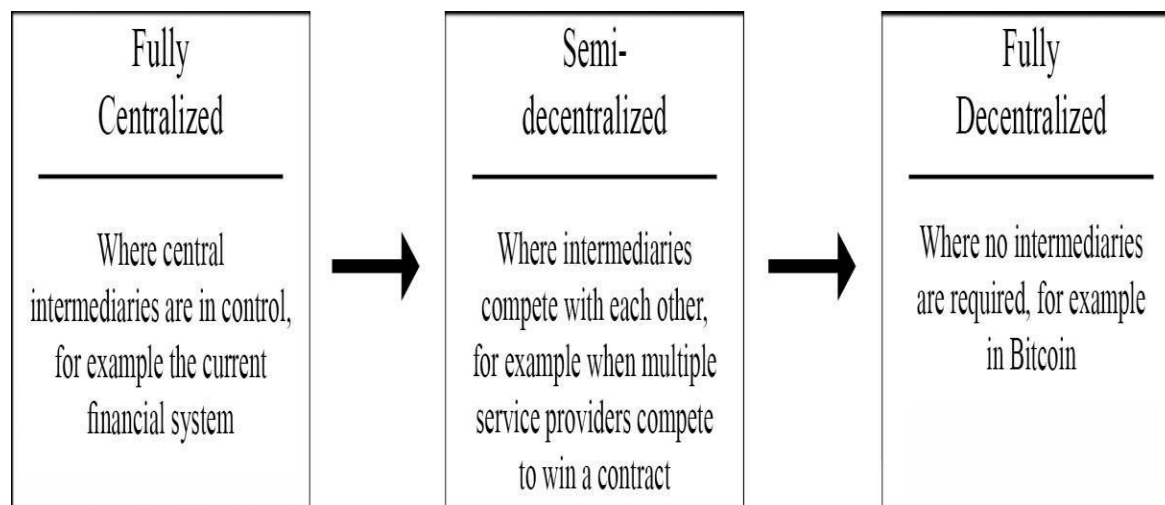 Fully
Centralized
Where central
intermediaries are in control,
for example the current
financial system
Semi-
decentralized
Where intermediaries
compete with each other,
for example when multiple
service providers compete
to win a contract
Fully
Decentralized
Where no intermediaries
are required, for example
in Bitcoin